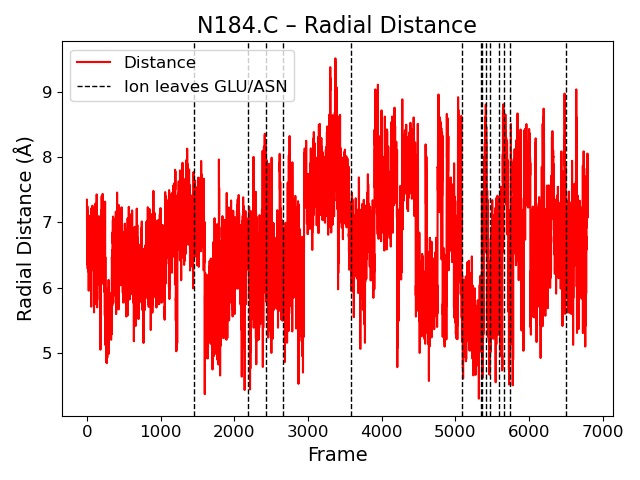 N184.C – Radial Distance
Distance
Ion leaves GLU/ASN
Radial Distance (Å)
9
8
7
6
5
0 1000 2000 3000 4000 5000 6000 7000
Frame